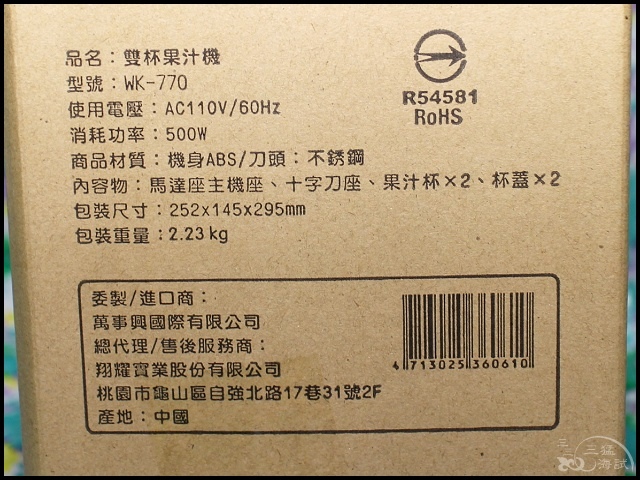 品名：雙杯果汁機
型號：WK-770
使用電壓：AC110V/60Hz
消耗功率：500W
商品材質：機身ABS/刀頭：不銹鋼
內容物：馬達座主機座、十字刀座、果汁杯×2、杯蓋×2
包裝尺寸：252x145x295mm
包裝重量：2.23kg
R54581
RoHS
委製/進口商：
萬事興國際有限公司
總代理/售後服務商：
翔耀實業股份有限公司
桃園市龜山區自強北路17巷31號2F
產地：中國
4 713025 360610
三猛
海試